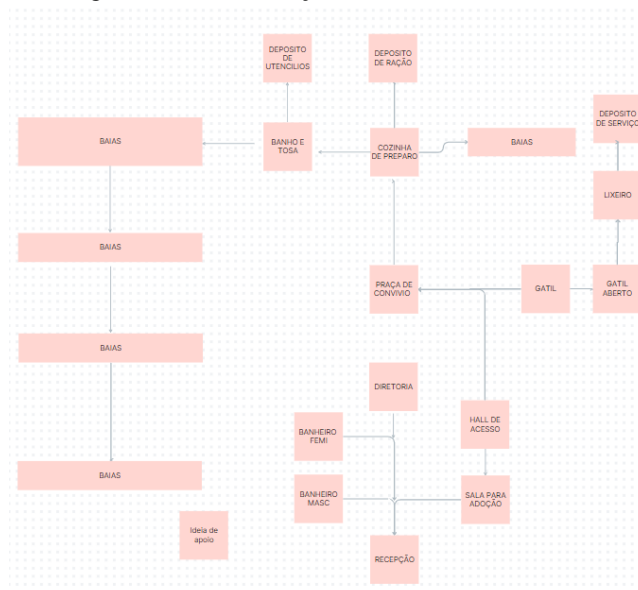 DEPOSITO
DE
UTENCILIOS
DEPOSITO
DE RAÇÃO
DEPOSITO
DE SERVIÇO
BAIAS
BANHO E
TOSA
COZINHA
DE PREPARO
BAIAS
LIXEIRO
BAIAS
PRAÇA DE
CONVIVIO
GATIL
GATIL
ABERTO
BAIAS
DIRETORIA
BANHEIRO
FEMI
HALL DE
ACESSO
BAIAS
BANHEIRO
MASC
SALA PARA
ADOÇÃO
Ideia de
apoio
RECEPÇÃO